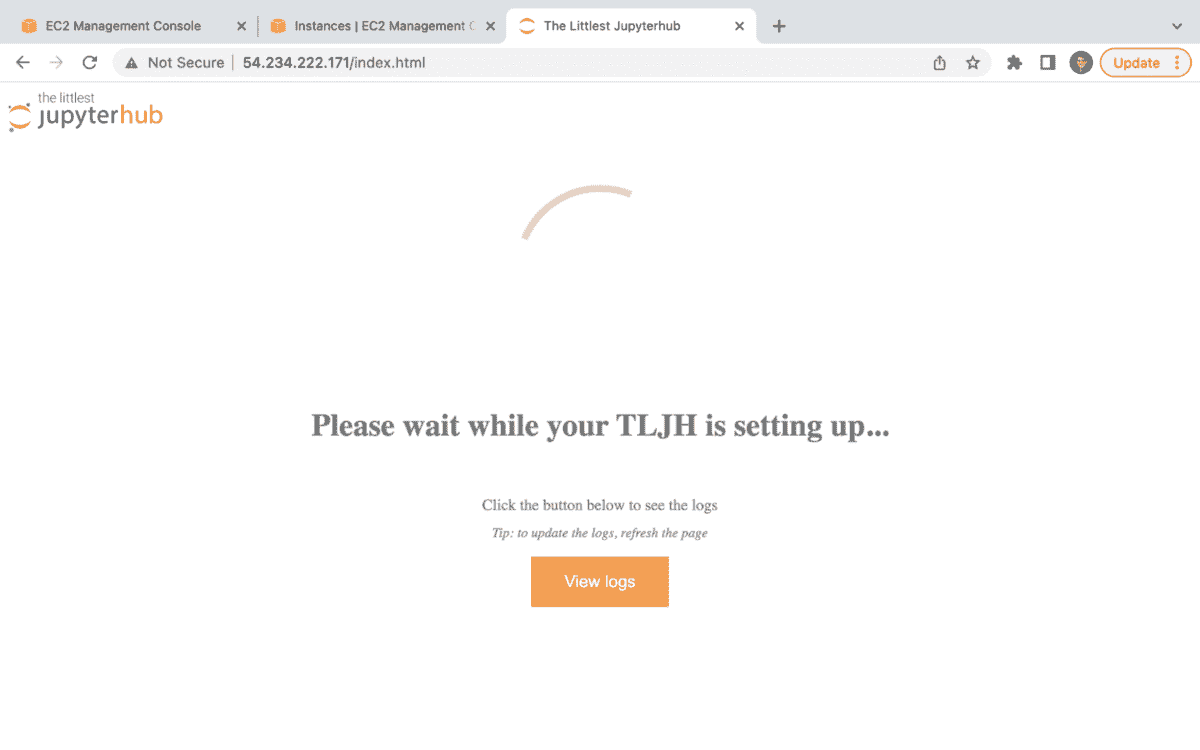 EC2 Management Console
Instances | EC2 Management C
The Littlest Jupyterhub
Not Secure 54.234.222.171/index.html
Update
the littlest
jupyterhub
Please wait while your TLJH is setting up...
Click the button below to see the logs
Tip: to update the logs, refresh the page
View logs